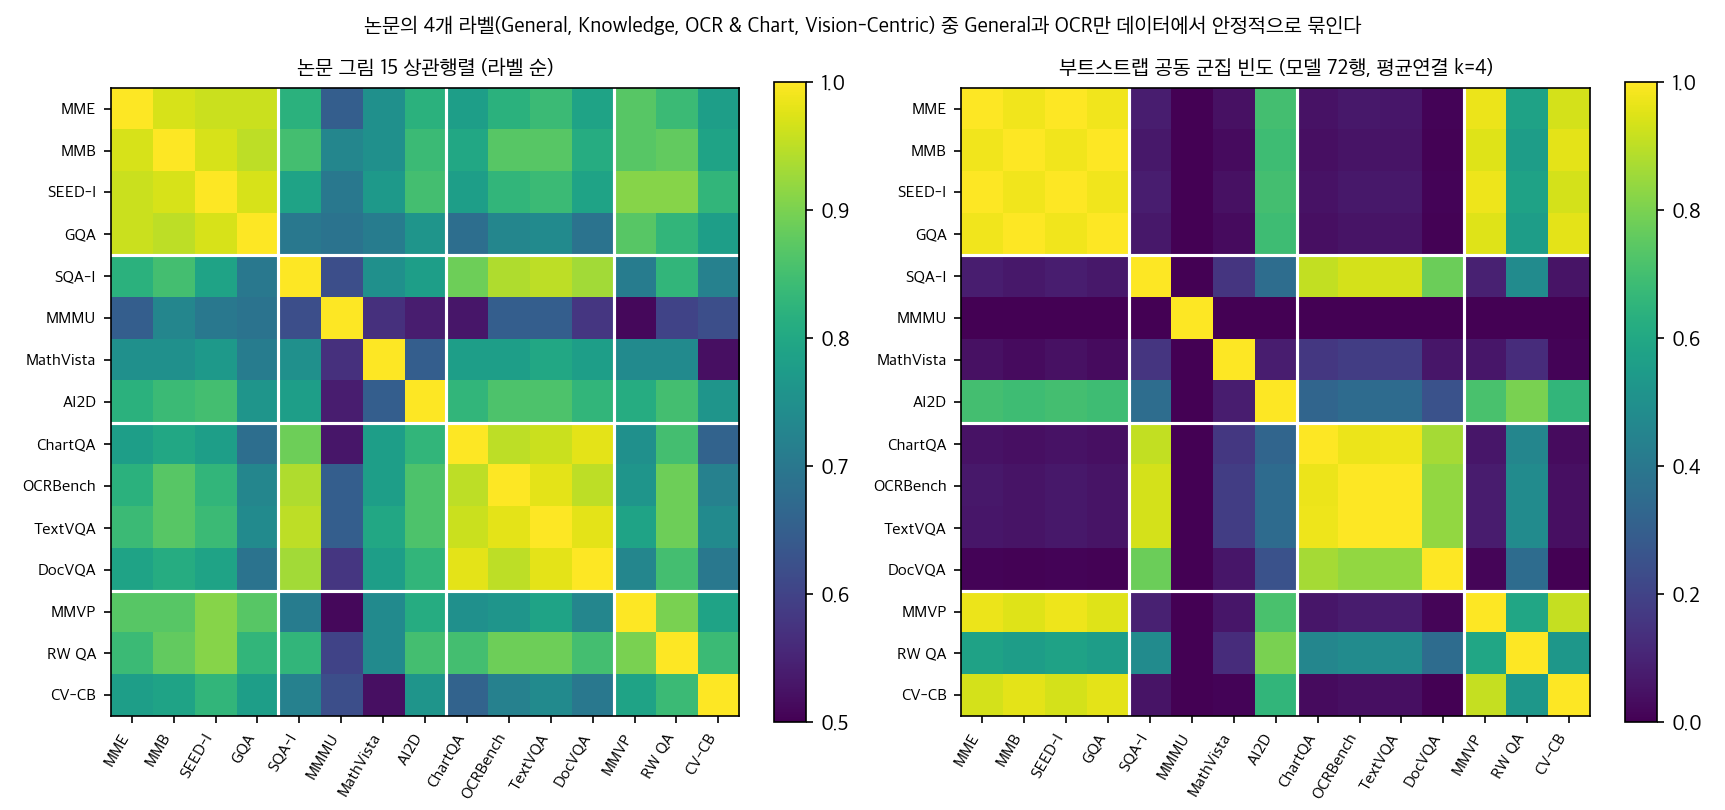 논문의 4개 라벨(General, Knowledge, OCR & Chart, Vision-Centric) 중 General과 OCR만 데이터에서 안정적으로 묶인다
논문 그림 15 상관행렬 (라벨 순)
MME
MMB
SEED-I
GQA
SQA-I
MMMU
MathVista
AI2D
ChartQA
OCRBench
TextVQA
DocVQA
MMVP
RW QA
CV-CB
MME
MMB
SEED-I
GQA
SQA-I
MMMU
MathVista
AI2D
ChartQA
OCRBench
TextVQA
DocVQA
MMVP
RW QA
CV-CB
1.0
0.9
0.8
0.7
0.6
0.5
부트스트랩 공동 군집 빈도 (모델 72행, 평균연결 k=4)
MME
MMB
SEED-I
GQA
SQA-I
MMMU
MathVista
AI2D
ChartQA
OCRBench
TextVQA
DocVQA
MMVP
RW QA
CV-CB
MME
MMB
SEED-I
GQA
SQA-I
MMMU
MathVista
AI2D
ChartQA
OCRBench
TextVQA
DocVQA
MMVP
RW QA
CV-CB
1.0
0.8
0.6
0.4
0.2
0.0